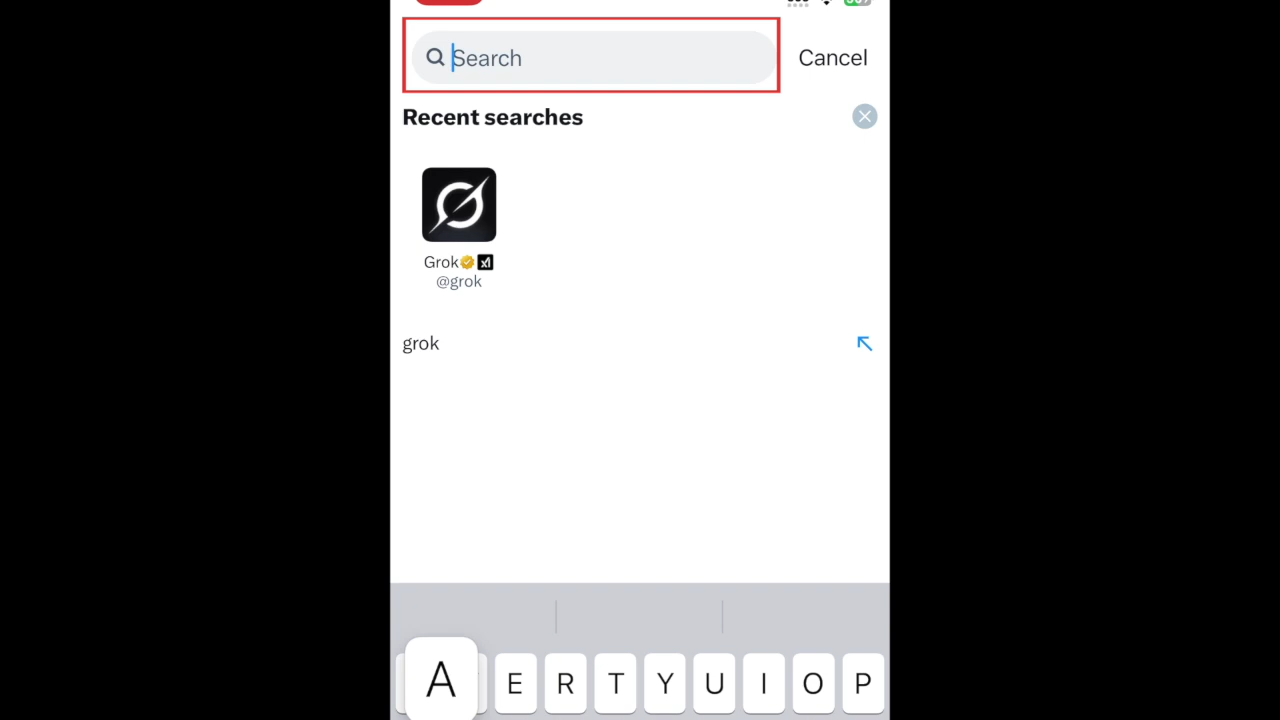 Search
Cancel
Recent searches
Grok
@grok
grok
A E R T Y U I O P